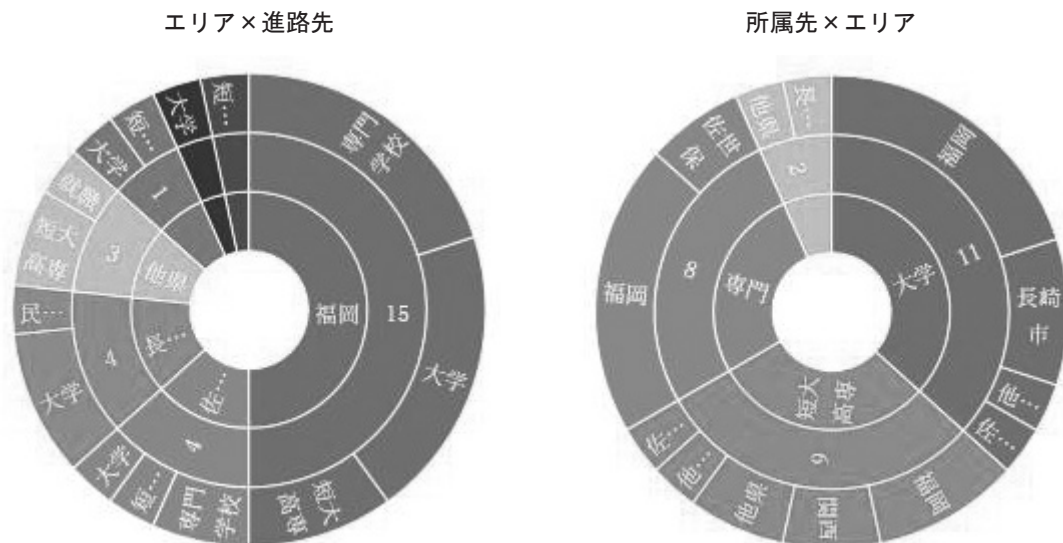 エリア×進路先
所属先×エリア
福岡
15
専門
学校
大学
短大
高専
佐…
4
専門
学校
短…
大学
長…
4
大学
民…
他県
3
短大
高専
就職
1
大学
短…
大学
短…
大学
11
福岡
長崎
市
他…
佐…
短大
高専
9
福岡
福岡
他県
他…
佐…
専門
8
福岡
佐世
保
2
他県
長…